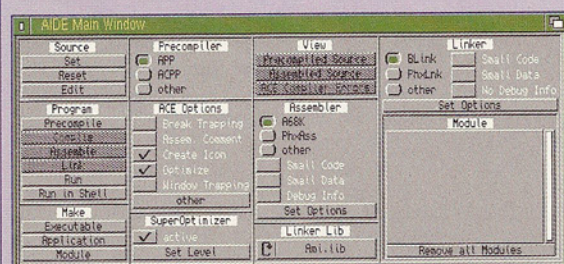 AIDE Main Window
Source
Set
Reset
Edit
Program
Precompile
Compile
Assemble
Link
Run
Run in Shell
Make
Executable
Application
Module
Precompiler
APP
ACPP
other
ACE Options
Break Trapping
Assem. Comment
Create Icon
Optimize
Window Trapping
other
SuperOptimizer
active
Set Level
View
Precompiled Source
Assembled Source
ACE Compiler Errors
Assembler
A68K
PhxAss
other
Small Code
Small Data
Debug Info
Set Options
Linker Lib
Ami.lib
Linker
BLink
Small Code
PhxLnk
Small Data
other
No Debug Info
Set Options
Module
Remove all Modules